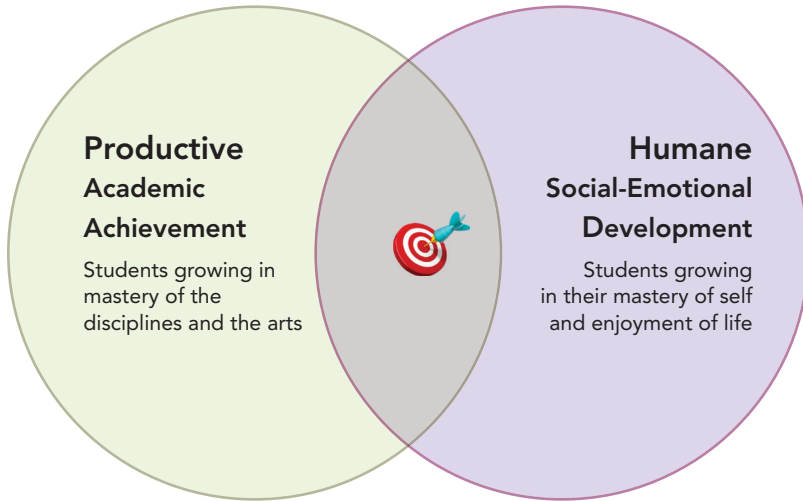 Productive
Academic
Achievement
Students growing in
mastery of the
disciplines and the arts
Humane
Social-Emotional
Development
Students growing
in their mastery of self
and enjoyment of life